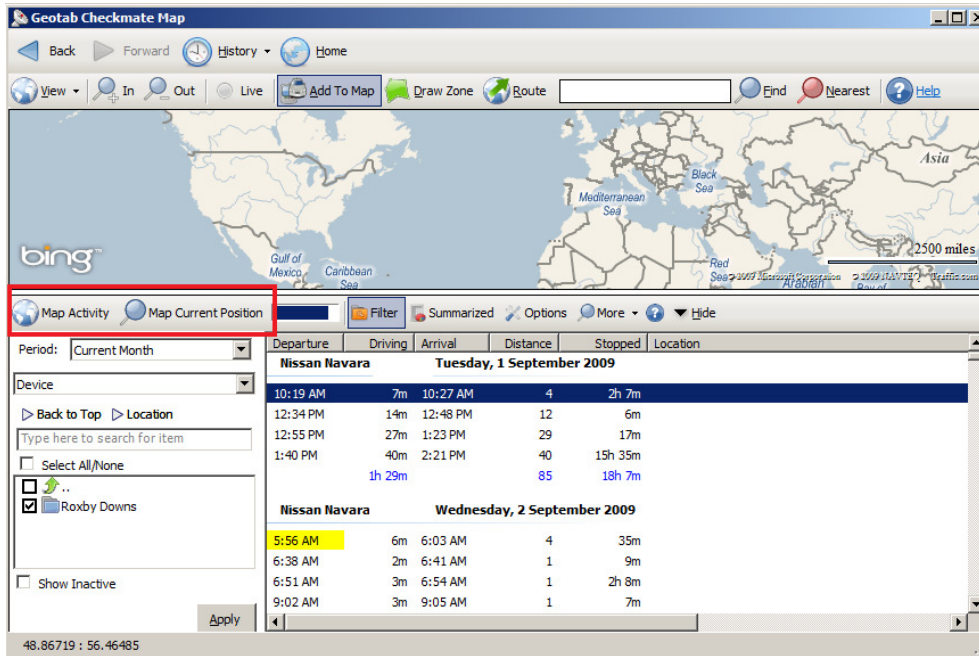 Geotab Checkmate Map
Back Forward History Home
View In Out Live Add To Map Draw Zone Route Find Nearest Help
Asia
Black
Sea
Mediterranean
Sea
2500 miles
bing™
Gulf of
Mexico
Caribbean
Sea
Red
Sea
Arabian
© 2009 Microsoft Corporation © 2009 NAVTEQ Traffic.com
Map Activity Map Current Position Filter Summarized Options More Hide
Period: Current Month
Device
Back to Top Location
Type here to search for item
Select All/None
..
Roxby Downs
Show Inactive
Apply
Departure Driving Arrival Distance Stopped Location
Nissan Navara Tuesday, 1 September 2009
10:19 AM 7m 10:27 AM 4 2h 7m
12:34 PM 14m 12:48 PM 12 6m
12:55 PM 27m 1:23 PM 29 17m
1:40 PM 40m 2:21 PM 40 15h 35m
1h 29m 85 18h 7m
Nissan Navara Wednesday, 2 September 2009
5:56 AM 6m 6:03 AM 4 35m
6:38 AM 2m 6:41 AM 1 9m
6:51 AM 3m 6:54 AM 1 2h 8m
9:02 AM 3m 9:05 AM 1 7m
48.86719 : 56.46485